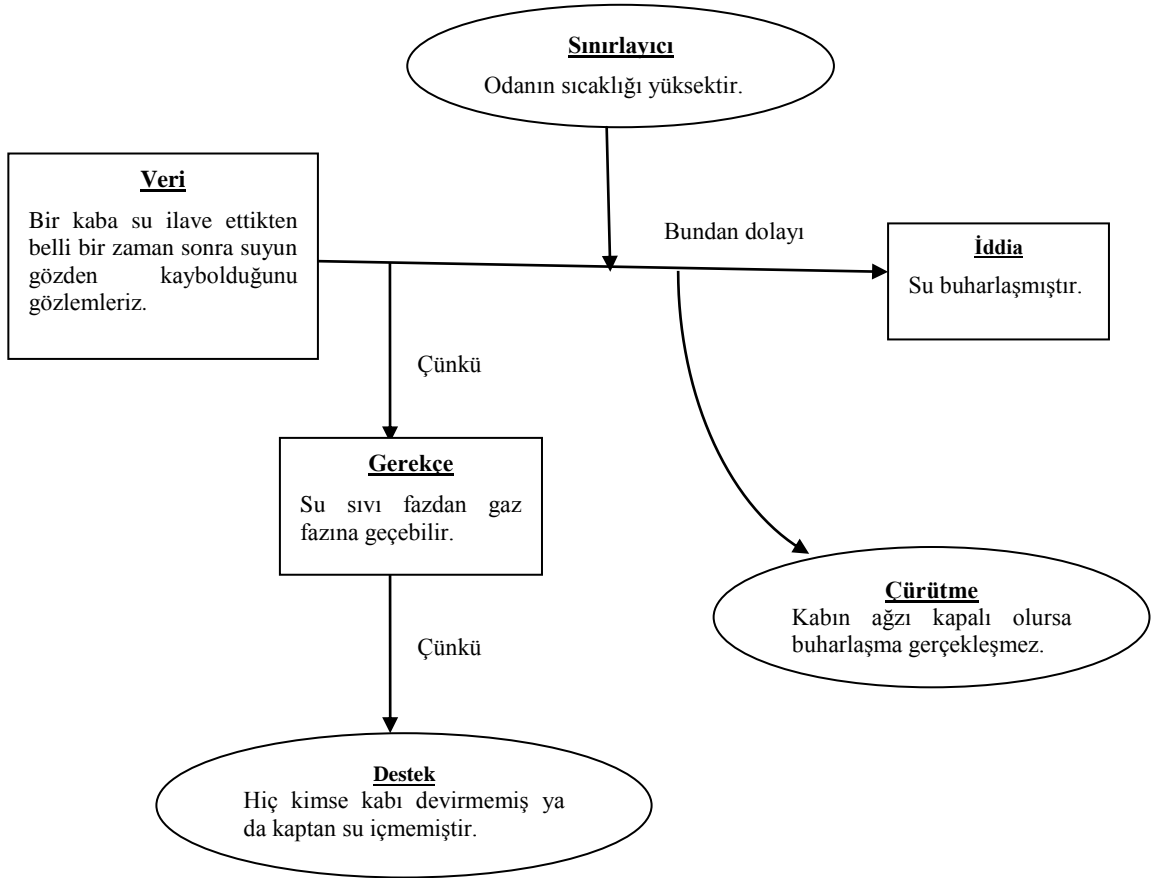 Sınırlayıcı
Odanın sıcaklığı yüksektir.
Veri
Bir kaba su ilave ettikten
belli bir zaman sonra suyun
gözden kaybolduğunu
gözlemleriz.
Bundan dolayı
İddia
Su buharlaşmıştır.
Çünkü
Gerekçe
Su sıvı fazdan gaz
fazına geçebilir.
Çürütme
Kabın ağzı kapalı olursa
buharlaşma gerçekleşmez.
Çünkü
Destek
Hiç kimse kabı devirmemiş ya
da kaptan su içmemiştir.